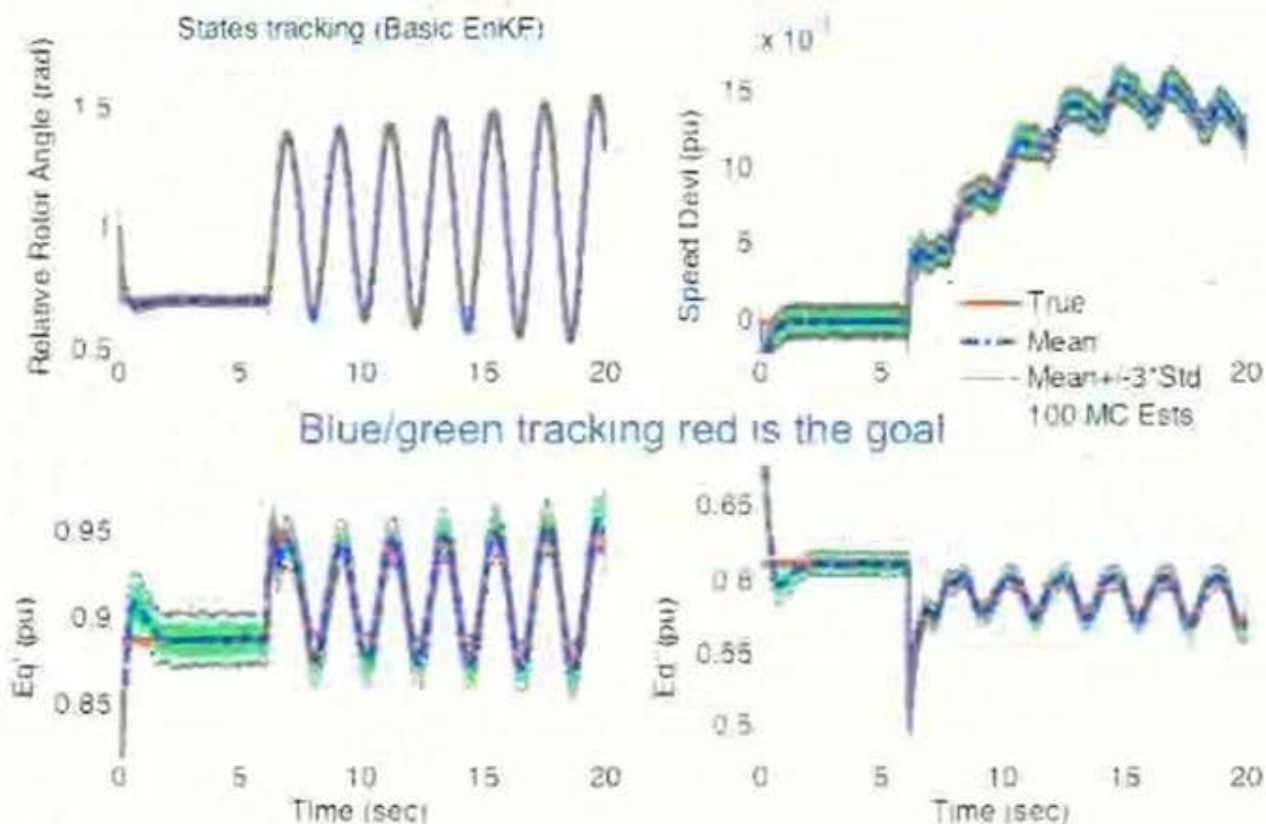 States tracking (Basic EnKF)
Relative Rotor Angle (rad)
1.5
1
0.5
0 5 10 15 20
x 10
Speed Devi (pu)
15
10
5
0
0 5 20
True
Mean
Mean+/-3*Std
100 MC Ests
Blue/green tracking red is the goal
Eq' (pu)
0.95
0.9
0.85
0 5 10 15 20
Time (sec)
0.65
0.6
0.55
0.5
0 5 10 15 20
Time (sec)